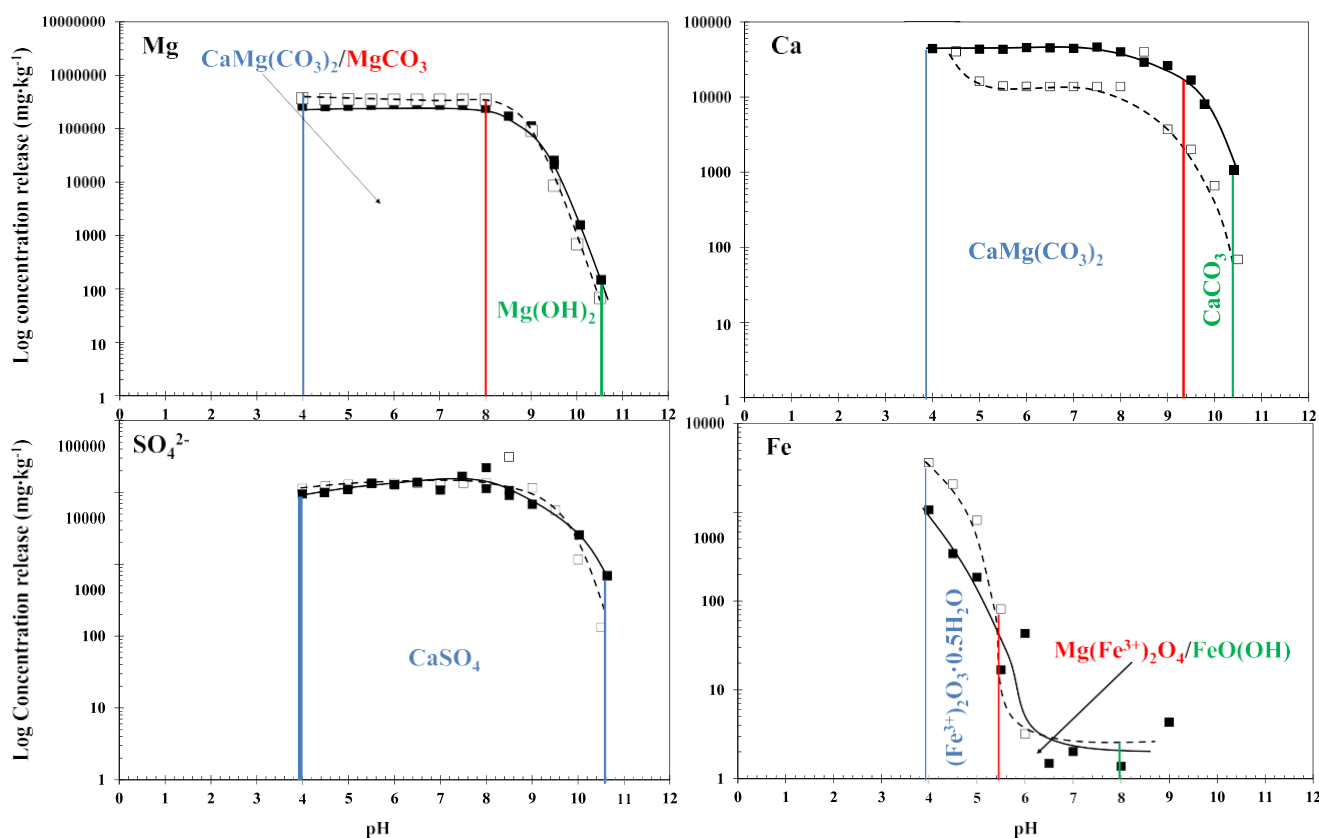 Log concentration release (mg·kg⁻¹)
Mg
CaMg(CO₃)₂/MgCO₃
Mg(OH)₂
10000000
1000000
100000
10000
1000
100
10
1
0 1 2 3 4 5 6 7 8 9 10 11 12
Ca
CaMg(CO₃)₂
CaCO₃
100000
10000
1000
100
10
1
0 1 2 3 4 5 6 7 8 9 10 11 12
Log Concentration release (mg·kg⁻¹)
SO₄²⁻
CaSO₄
100000
10000
1000
100
10
1
0 1 2 3 4 5 6 7 8 9 10 11 12
pH
Fe
(Fe³⁺)₂O₃·0.5H₂O
Mg(Fe³⁺)₂O₄/FeO(OH)
10000
1000
100
10
1
0 1 2 3 4 5 6 7 8 9 10 11 12
pH